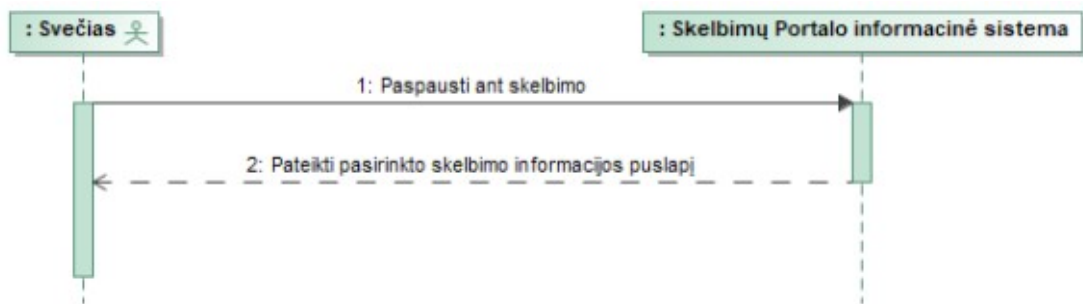 : Svečias
: Skelbimų Portalo informacinė sistema
1: Paspausti ant skelbimo
2: Pateikti pasirinkto skelbimo informacijos puslapį